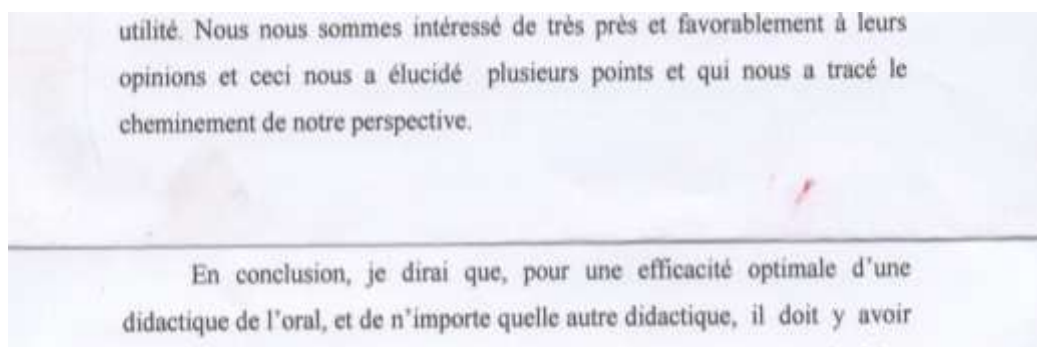 utilité. Nous nous sommes intéressé de très près et favorablement à leurs
opinions et ceci nous a élucidé plusieurs points et qui nous a tracé le
cheminement de notre perspective.
En conclusion, je dirai que, pour une efficacité optimale d'une
didactique de l'oral, et de n'importe quelle autre didactique, il doit y avoir